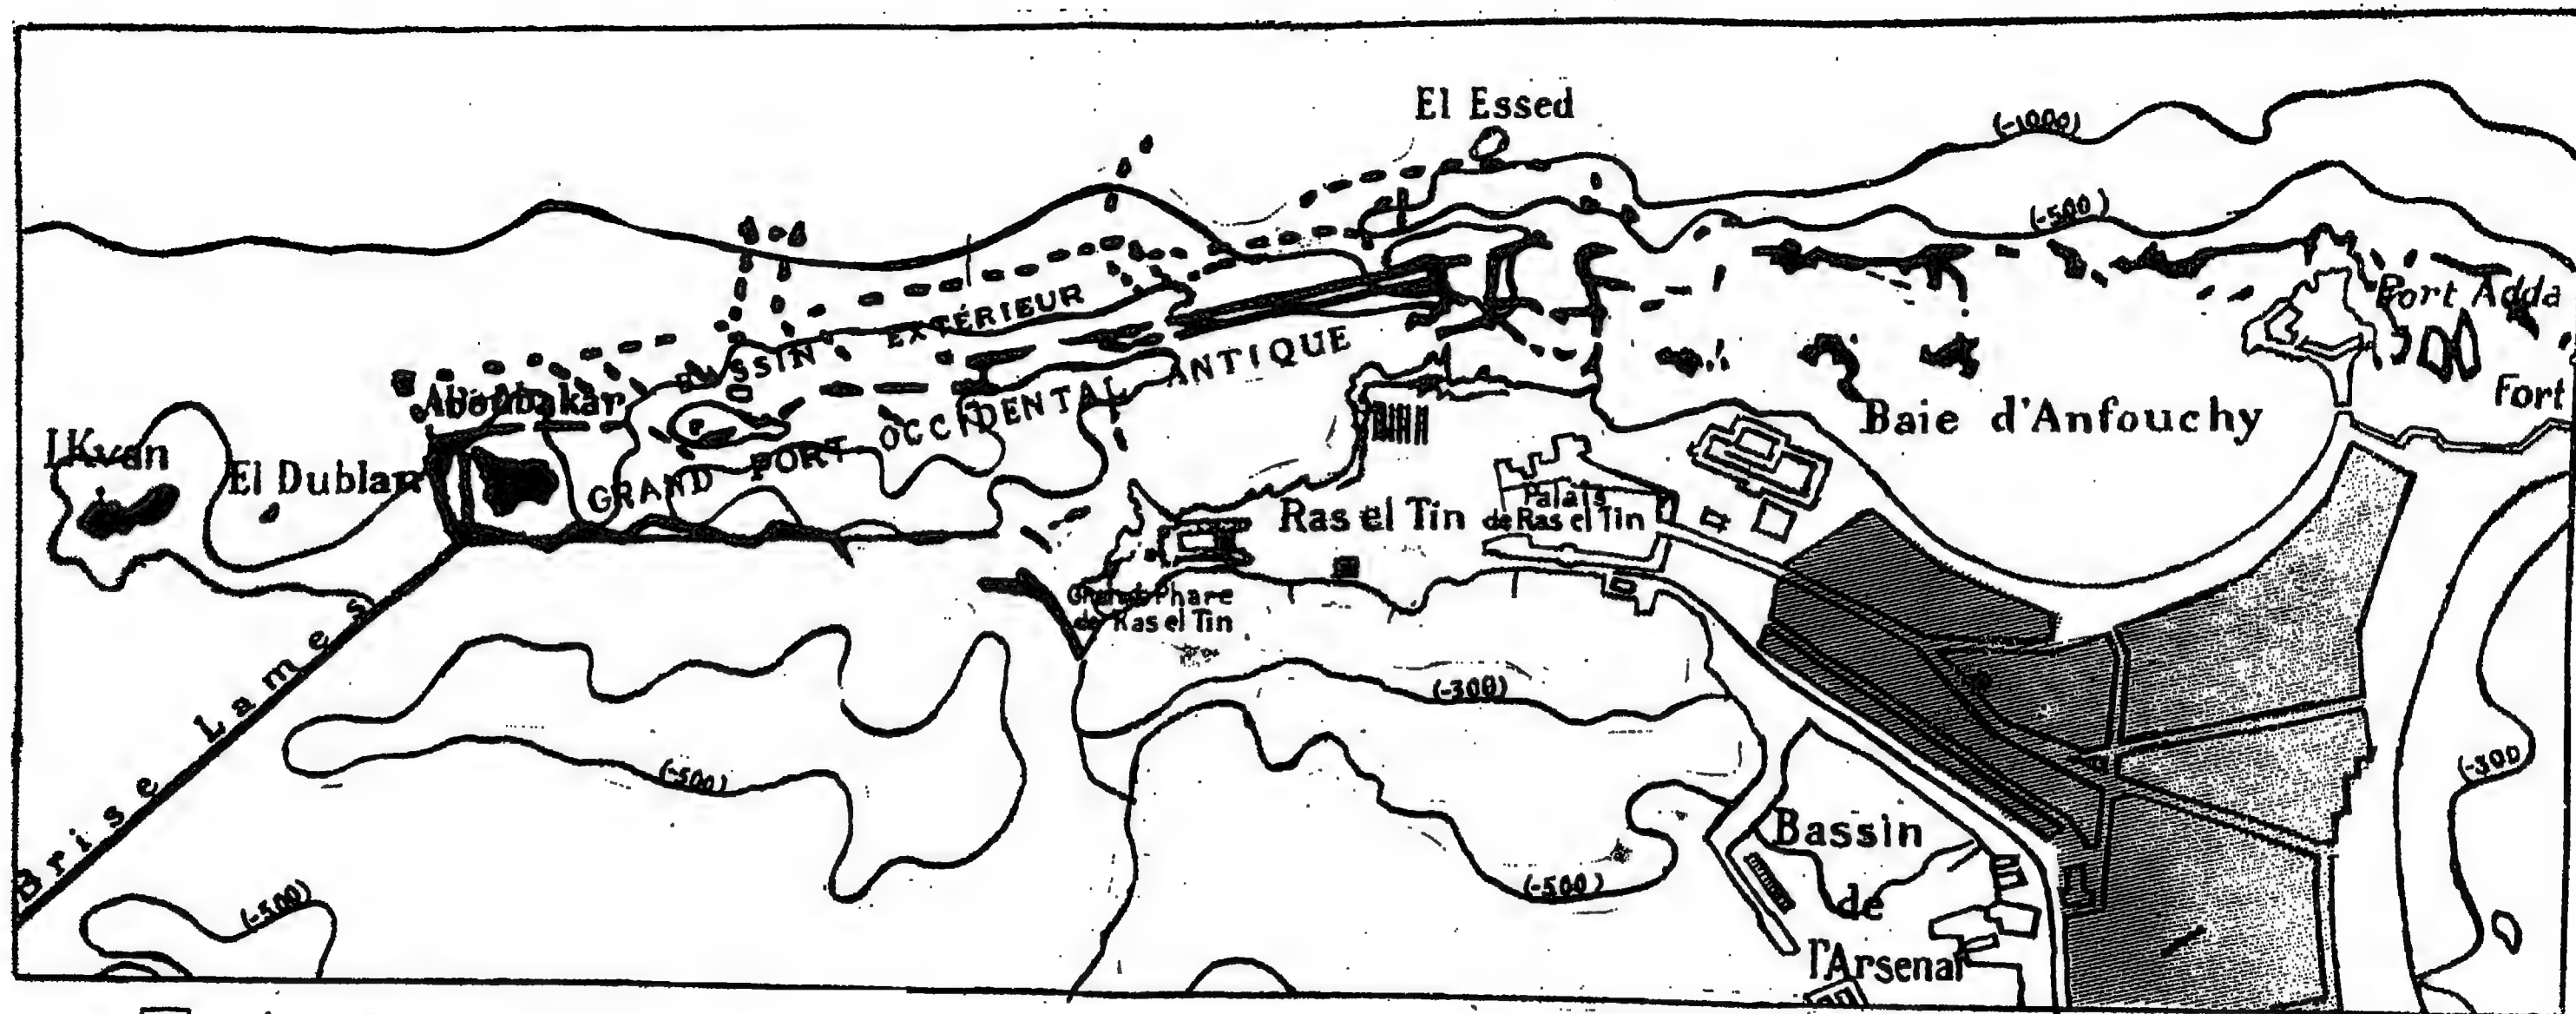 El Essed
(-1000)
(-500)
Port Adda
Fort
BASSIN EXTÉRIEUR
GRAND PORT OCCIDENTAL ANTIQUE
Aboubakar
IKvan
El Dublan
Baie d'Anfouchy
Ras el Tin
Palais
de Ras el Tin
Grand Phare
de Ras el Tin
Brise Lames
(-300)
(-500)
(-500)
(-500)
(-300
Bassin
de
l'Arsenal